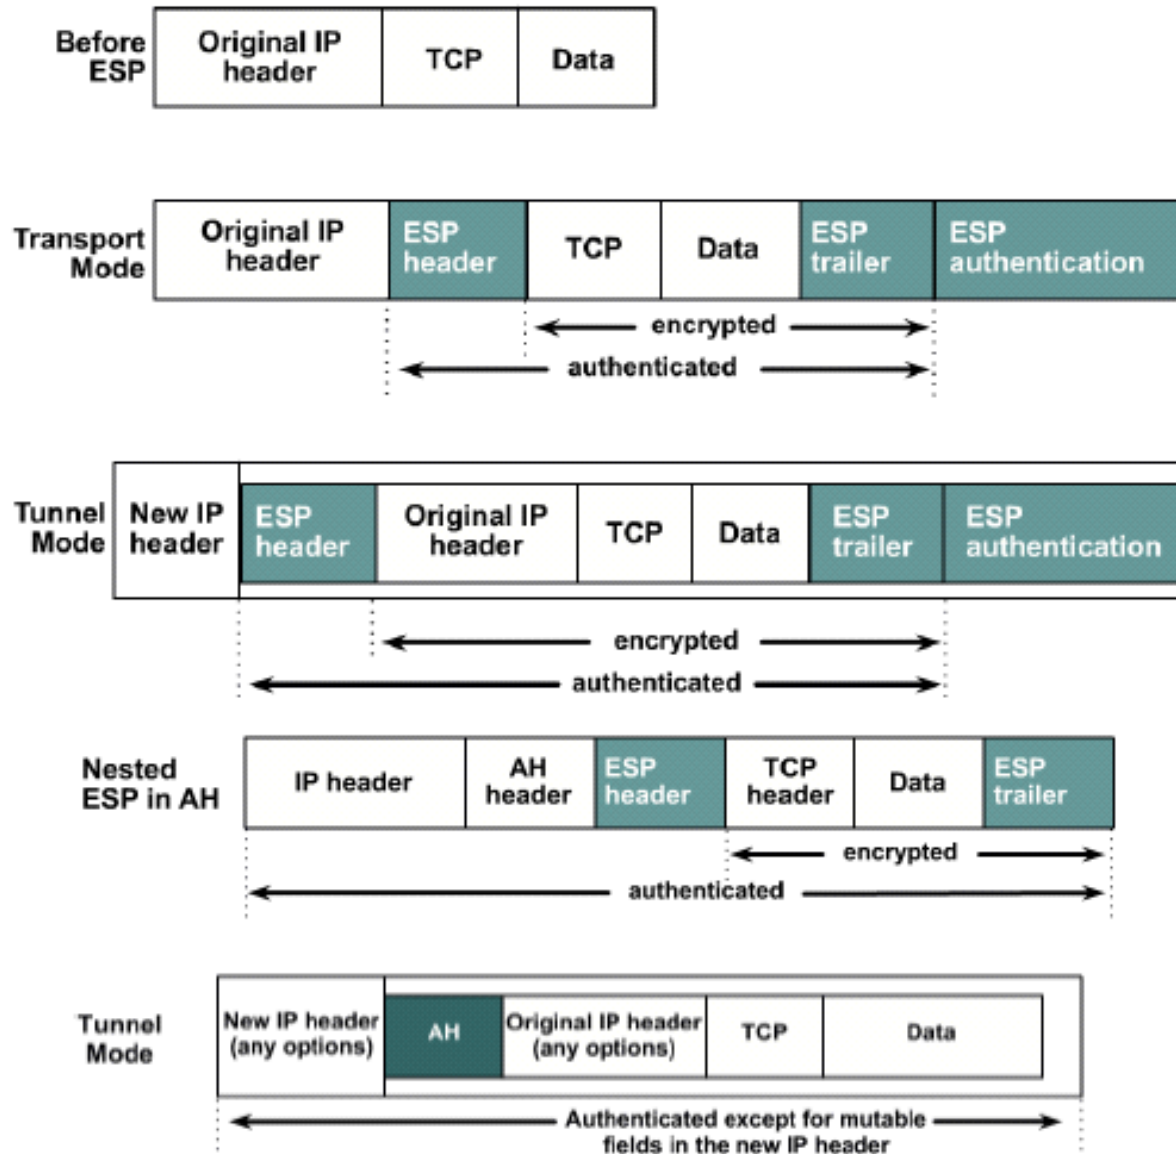 Before
ESP
Original IP
header
TCP
Data
Transport
Mode
Original IP
header
ESP
header
TCP
Data
ESP
trailer
ESP
authentication
encrypted
authenticated
Tunnel
Mode
New IP
header
ESP
header
Original IP
header
TCP
Data
ESP
trailer
ESP
authentication
encrypted
authenticated
Nested
ESP in AH
IP header
AH
header
ESP
header
TCP
header
Data
ESP
trailer
encrypted
authenticated
Tunnel
Mode
New IP header
(any options)
AH
Original IP header
(any options)
TCP
Data
Authenticated except for mutable
fields in the new IP header